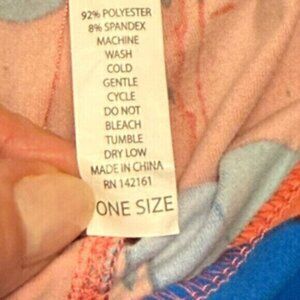 92% POLYESTER
8% SPANDEX
MACHINE
WASH
COLD
GENTLE
CYCLE
DO NOT
BLEACH
TUMBLE
DRY LOW
MADE IN CHINA
RN 142161
ONE SIZE